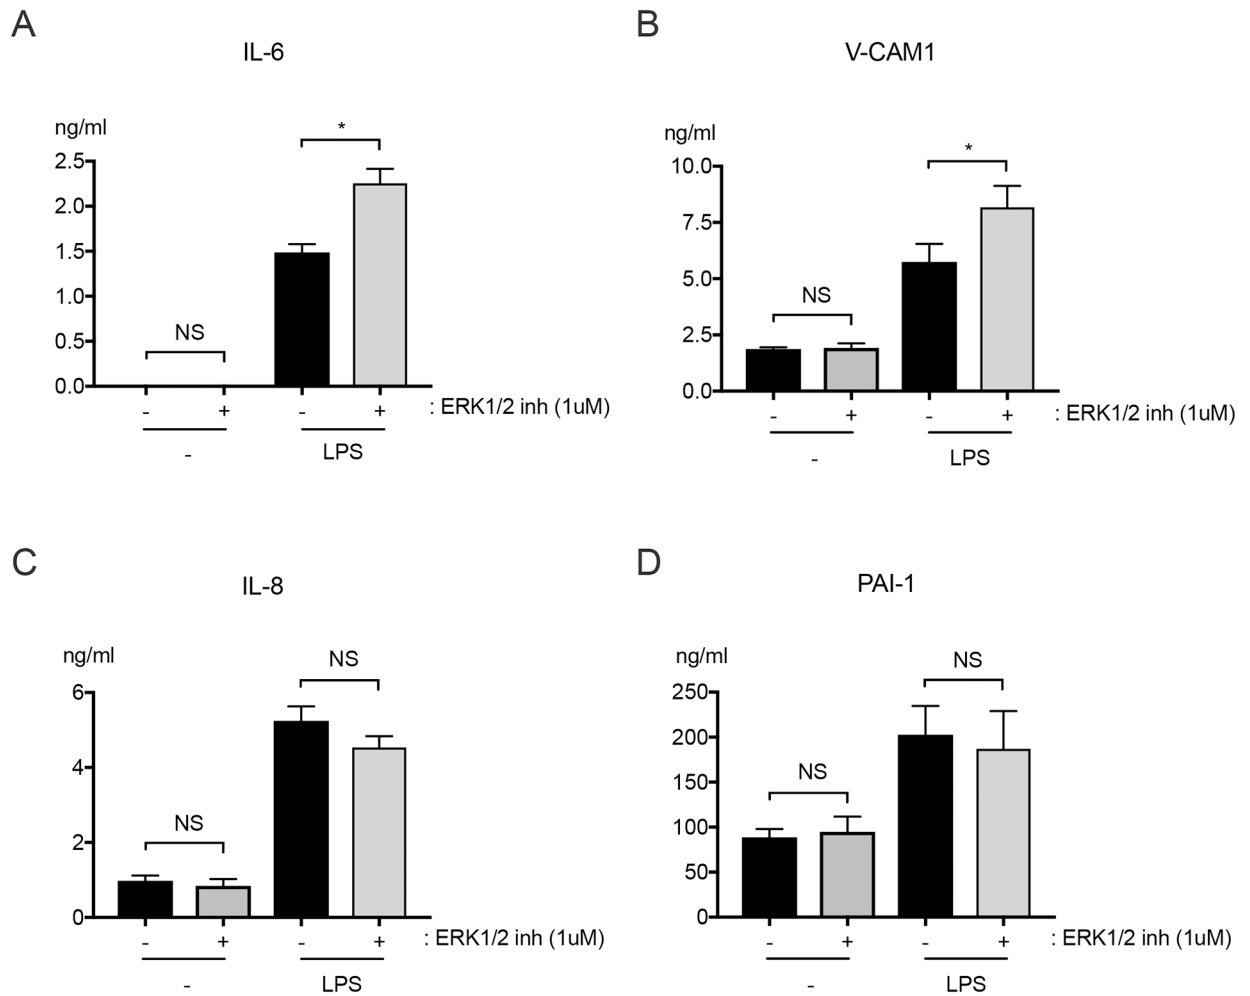 A
IL-6
ng/ml
2.5
2.0
1.5
1.0
0.5
0.0
NS
*
- + - + : ERK1/2 inh (1uM)
- LPS
B
V-CAM1
ng/ml
10.0
7.5
5.0
2.5
0.0
NS
*
- + - + : ERK1/2 inh (1uM)
- LPS
C
IL-8
ng/ml
6
4
2
0
NS
NS
- + - + : ERK1/2 inh (1uM)
- LPS
D
PAI-1
ng/ml
250
200
150
100
50
0
NS
NS
- + - + : ERK1/2 inh (1uM)
- LPS